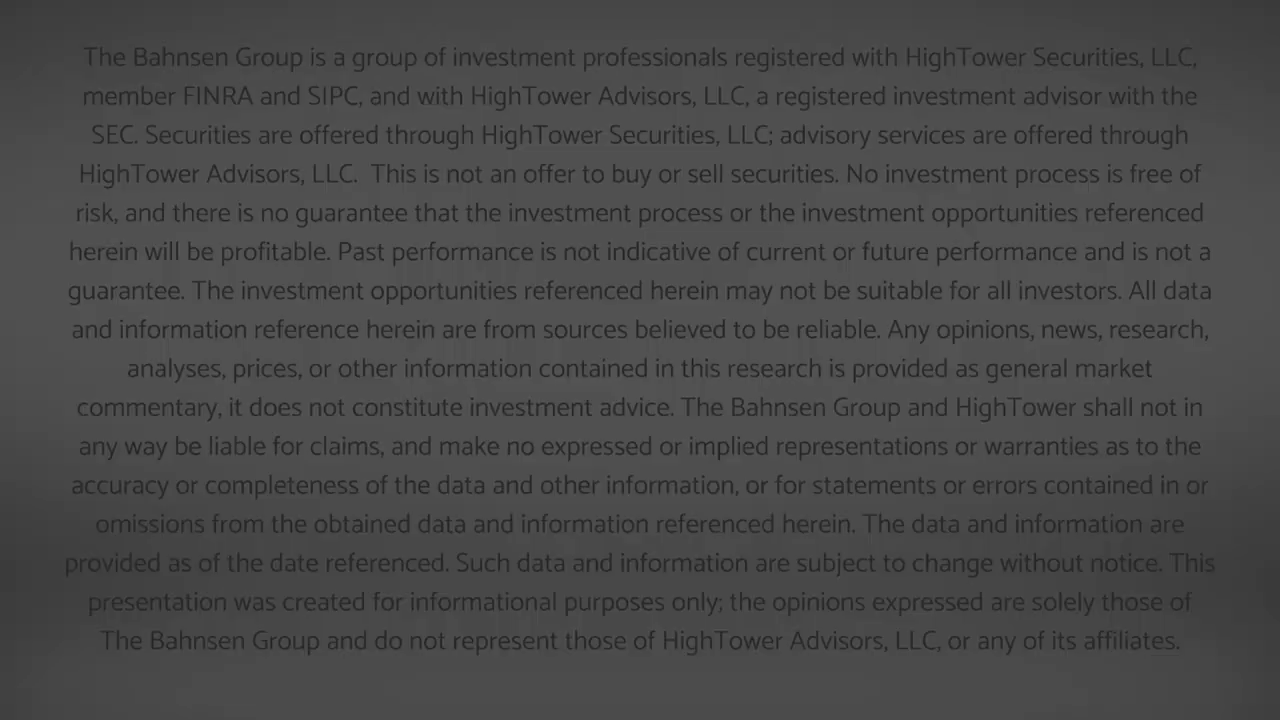 The Bahnsen Group is a group of investment professionals registered with HighTower Securities, LLC,
member FINRA and SIPC, and with HighTower Advisors, LLC, a registered investment advisor with the
SEC. Securities are offered through HighTower Securities, LLC; advisory services are offered through
HighTower Advisors, LLC.  This is not an offer to buy or sell securities. No investment process is free of
risk, and there is no guarantee that the investment process or the investment opportunities referenced
herein will be profitable. Past performance is not indicative of current or future performance and is not a
guarantee. The investment opportunities referenced herein may not be suitable for all investors. All data
and information reference herein are from sources believed to be reliable. Any opinions, news, research,
analyses, prices, or other information contained in this research is provided as general market
commentary, it does not constitute investment advice. The Bahnsen Group and HighTower shall not in
any way be liable for claims, and make no expressed or implied representations or warranties as to the
accuracy or completeness of the data and other information, or for statements or errors contained in or
omissions from the obtained data and information referenced herein. The data and information are
provided as of the date referenced. Such data and information are subject to change without notice. This
presentation was created for informational purposes only; the opinions expressed are solely those of
The Bahnsen Group and do not represent those of HighTower Advisors, LLC, or any of its affiliates.